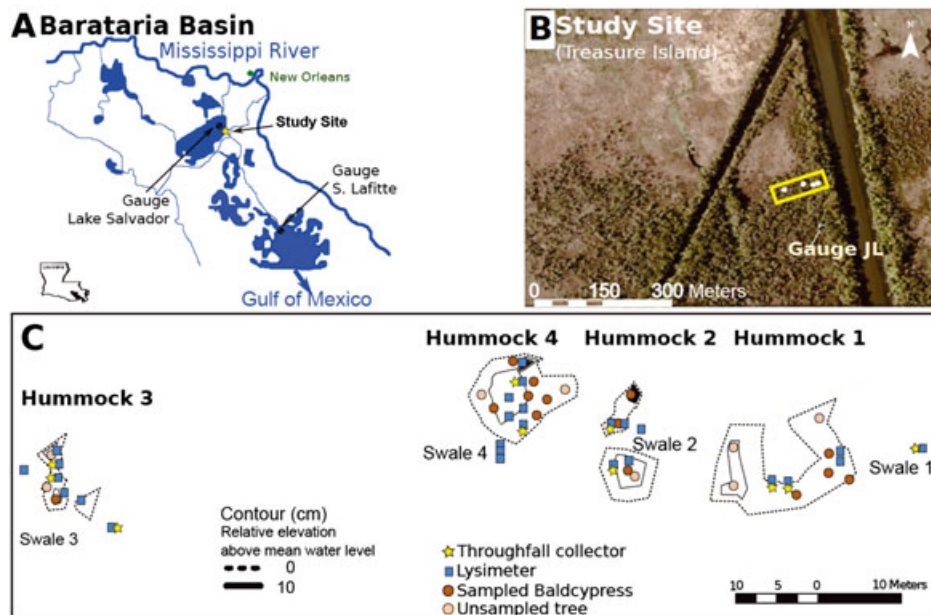 A Barataria Basin
Mississippi River
New Orleans
Study Site
Gauge
S. Lafitte
Gauge
Lake Salvador
Gulf of Mexico
B Study Site
(Treasure Island)
Gauge JL
0 150 300 Meters
C
Hummock 4 Hummock 2 Hummock 1
Hummock 3
Swale 4
Swale 2
Swale 1
Swale 3
Contour (cm)
Relative elevation
above mean water level
0
10
Throughfall collector
Lysimeter
Sampled Baldcypress
Unsampled tree
10 5 0 10 Meters